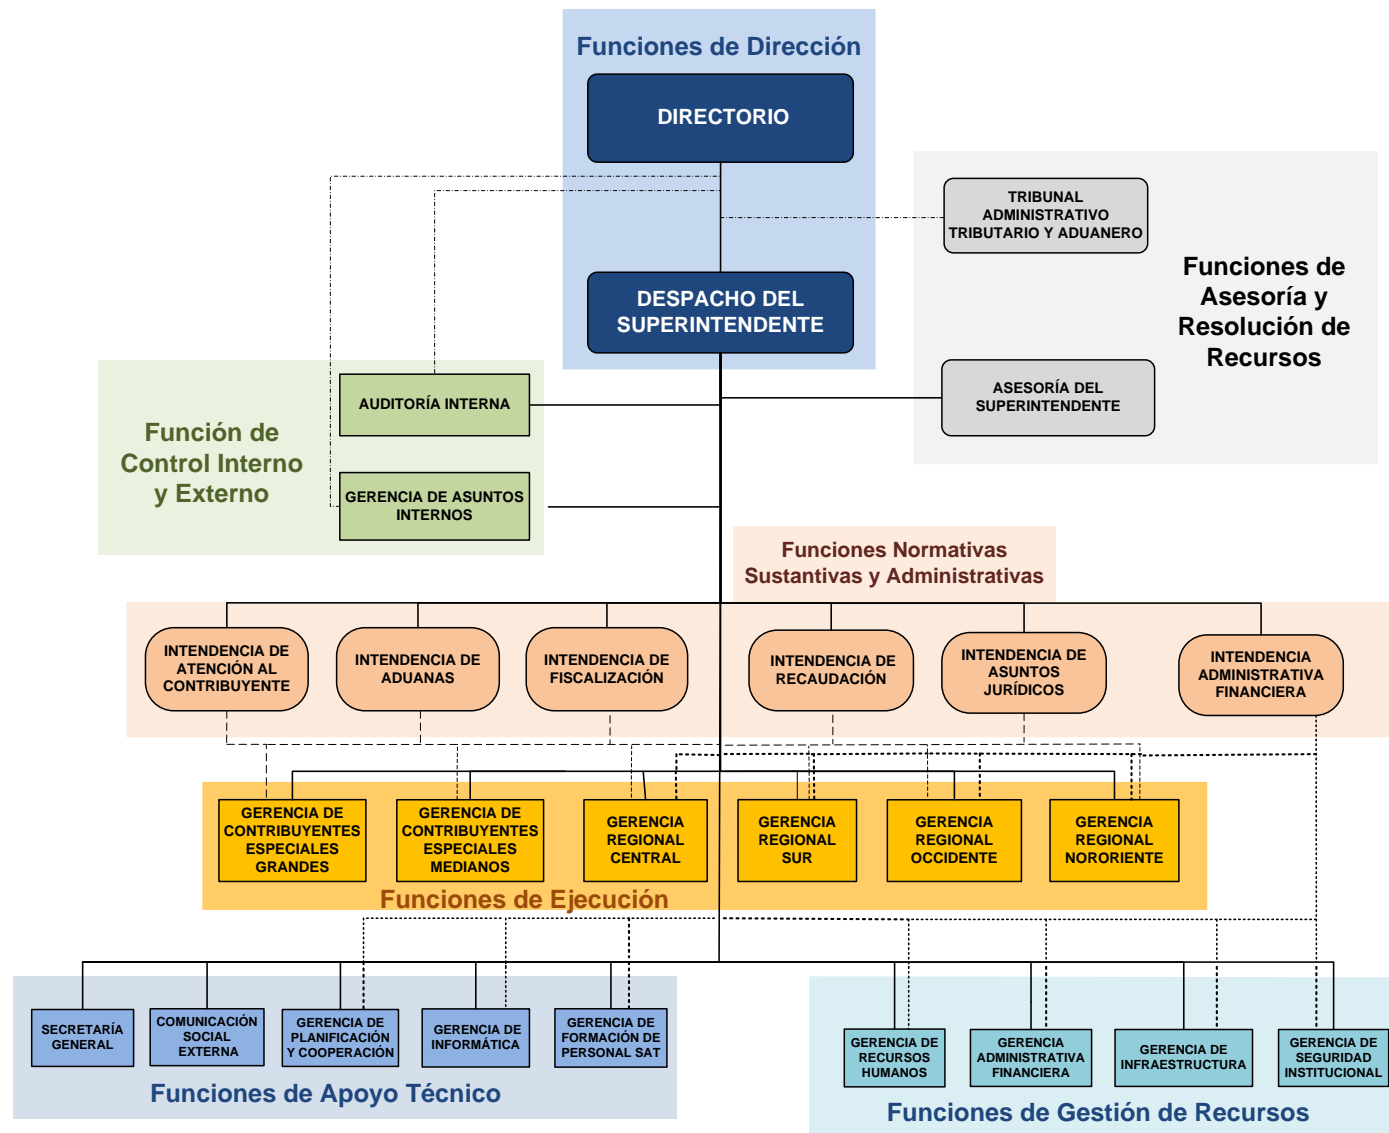 Funciones de Dirección
DIRECTORIO
TRIBUNAL
ADMINISTRATIVO
TRIBUTARIO Y ADUANERO
Funciones de
Asesoría y
Resolución de
Recursos
DESPACHO DEL
SUPERINTENDENTE
ASESORÍA DEL
SUPERINTENDENTE
AUDITORÍA INTERNA
Función de
Control Interno
y Externo
GERENCIA DE ASUNTOS
INTERNOS
Funciones Normativas
Sustantivas y Administrativas
INTENDENCIA DE
ATENCIÓN AL
CONTRIBUYENTE
INTENDENCIA DE
ADUANAS
INTENDENCIA DE
FISCALIZACIÓN
INTENDENCIA DE
RECAUDACIÓN
INTENDENCIA DE
ASUNTOS
JURÍDICOS
INTENDENCIA
ADMINISTRATIVA
FINANCIERA
GERENCIA DE
CONTRIBUYENTES
ESPECIALES
GRANDES
GERENCIA DE
CONTRIBUYENTES
ESPECIALES
MEDIANOS
GERENCIA
REGIONAL
CENTRAL
GERENCIA
REGIONAL
SUR
GERENCIA
REGIONAL
OCCIDENTE
GERENCIA
REGIONAL
NORORIENTE
Funciones de Ejecución
SECRETARÍA
GENERAL
COMUNICACIÓN
SOCIAL
EXTERNA
GERENCIA DE
PLANIFICACIÓN
Y COOPERACIÓN
GERENCIA DE
INFORMÁTICA
GERENCIA DE
FORMACIÓN DE
PERSONAL SAT
Funciones de Apoyo Técnico
GERENCIA DE
RECURSOS
HUMANOS
GERENCIA
ADMINISTRATIVA
FINANCIERA
GERENCIA DE
INFRAESTRUCTURA
GERENCIA DE
SEGURIDAD
INSTITUCIONAL
Funciones de Gestión de Recursos